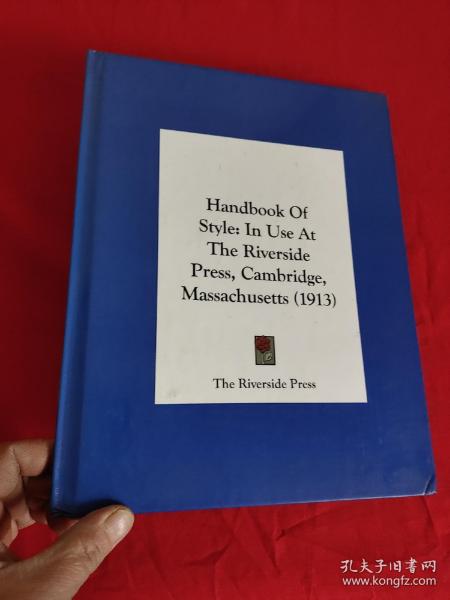 Handbook Of
Style: In Use At
The Riverside
Press, Cambridge,
Massachusetts (1913)
The Riverside Press
孔夫子旧书网
www.kongfz.com